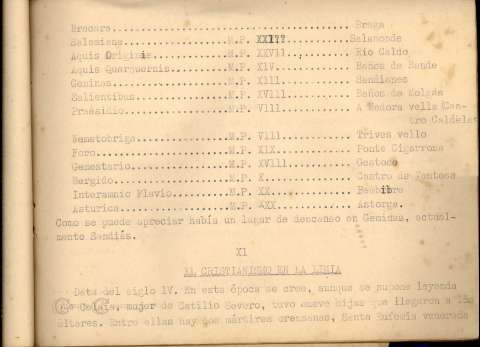 Bracara............................................ Braga
Salaniana......................M.P. XXI?? ............ Salamonde
Aquis Originis.................M.P. XXVIII............ Rio Caldo
Aquis Querquernis..............M.P. XIV............... Baños de Bande
Geminas........................M.P. XIII.............. Sandianes
Salientibus....................M.P. XVIII............. Baños de Molgas
Praesidio......................M.P. VIII.............. A Medora vella Cas-
tro Caldelas
Nemetobriga....................M.P. VIII.............. Trives vello
Foro...........................M.P. XIX............... Ponte Cigarrosa
Gemestario.....................M.P. XVIII............. Gestoso
Bergido........................M.P. X................. Castro de Ventosa
Interamnio Flavio..............M.P. XX................ Bembibre
Asturica.......................M.P. XXX............... Astorga.
Como se puede apreciar había un lugar de descanso en Geminas, actual-
mente Sandiás.
XI
EL CRISTIANISMO EN LA LIMIA
Data del siglo IV. En esta época se cree, aunque se supone leyenda
que Calsia, mujer de Catilio Severo, tuvo nueve hijas que llegaron a los
altares. Entre ellas hay dos mártires orensanas, Santa Eufemia venerada